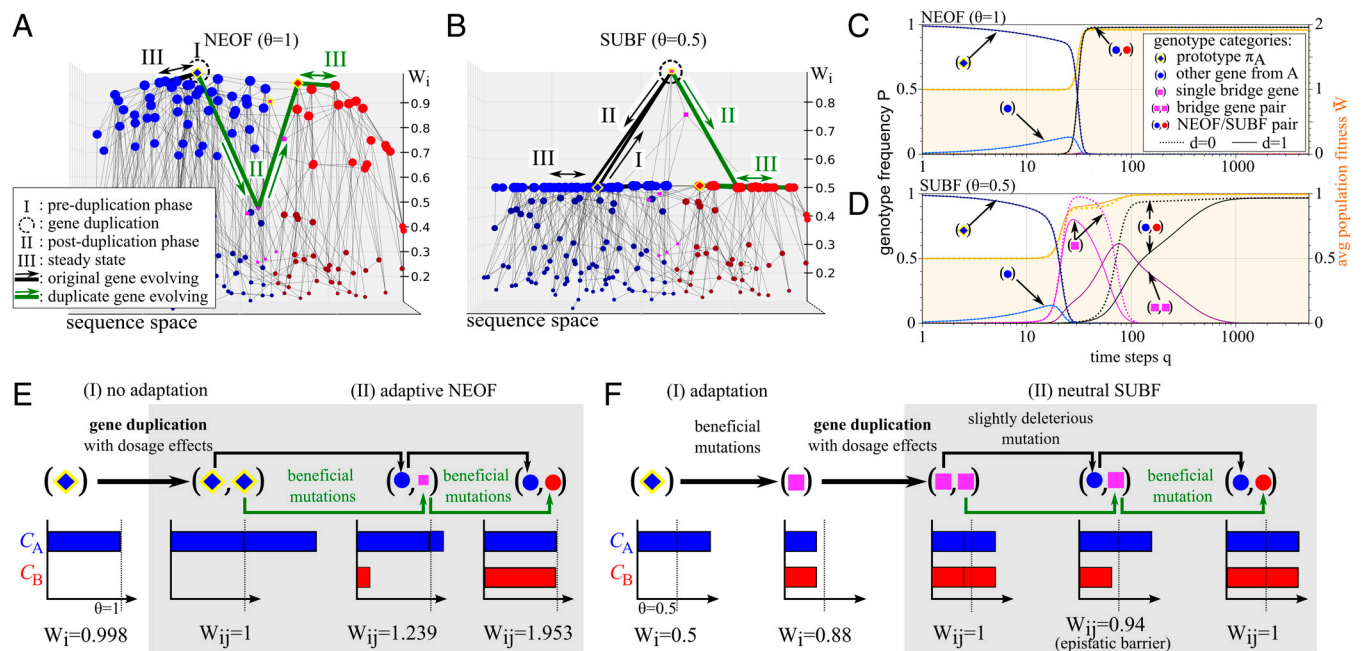 A
NEOF (θ=1)
III
I
III
Wi
0.9
0.8
0.7
0.6
0.5
0.4
0.3
0.2
II
II
I : pre-duplication phase
: gene duplication
II : post-duplication phase
III : steady state
: original gene evolving
: duplicate gene evolving
sequence space
B
SUBF (θ=0.5)
Wi
0.9
0.8
0.7
0.6
0.5
0.4
0.3
0.2
II
II
III
I
III
sequence space
C
NEOF (θ=1)
1
0.5
0
1
10
100
1000
2
1
0
genotype categories:
prototype πA
other gene from A
single bridge gene
bridge gene pair
NEOF/SUBF pair
d=0
d=1
genotype frequency P
avg population fitness W̄
D
SUBF (θ=0.5)
1
0.5
0
1
10
100
1000
2
1
0
time steps q
E
(I) no adaptation
(II) adaptive NEOF
gene duplication
with dosage effects
beneficial
mutations
beneficial
mutations
CA
CB
θ=1
Wi=0.998
Wij=1
Wij=1.239
Wij=1.953
F
(I) adaptation
(II) neutral SUBF
beneficial
mutations
gene duplication
with dosage effects
slightly deleterious
mutation
beneficial
mutation
CA
CB
θ=0.5
Wi=0.5
Wi=0.88
Wij=1
Wij=0.94
(epistatic barrier)
Wij=1